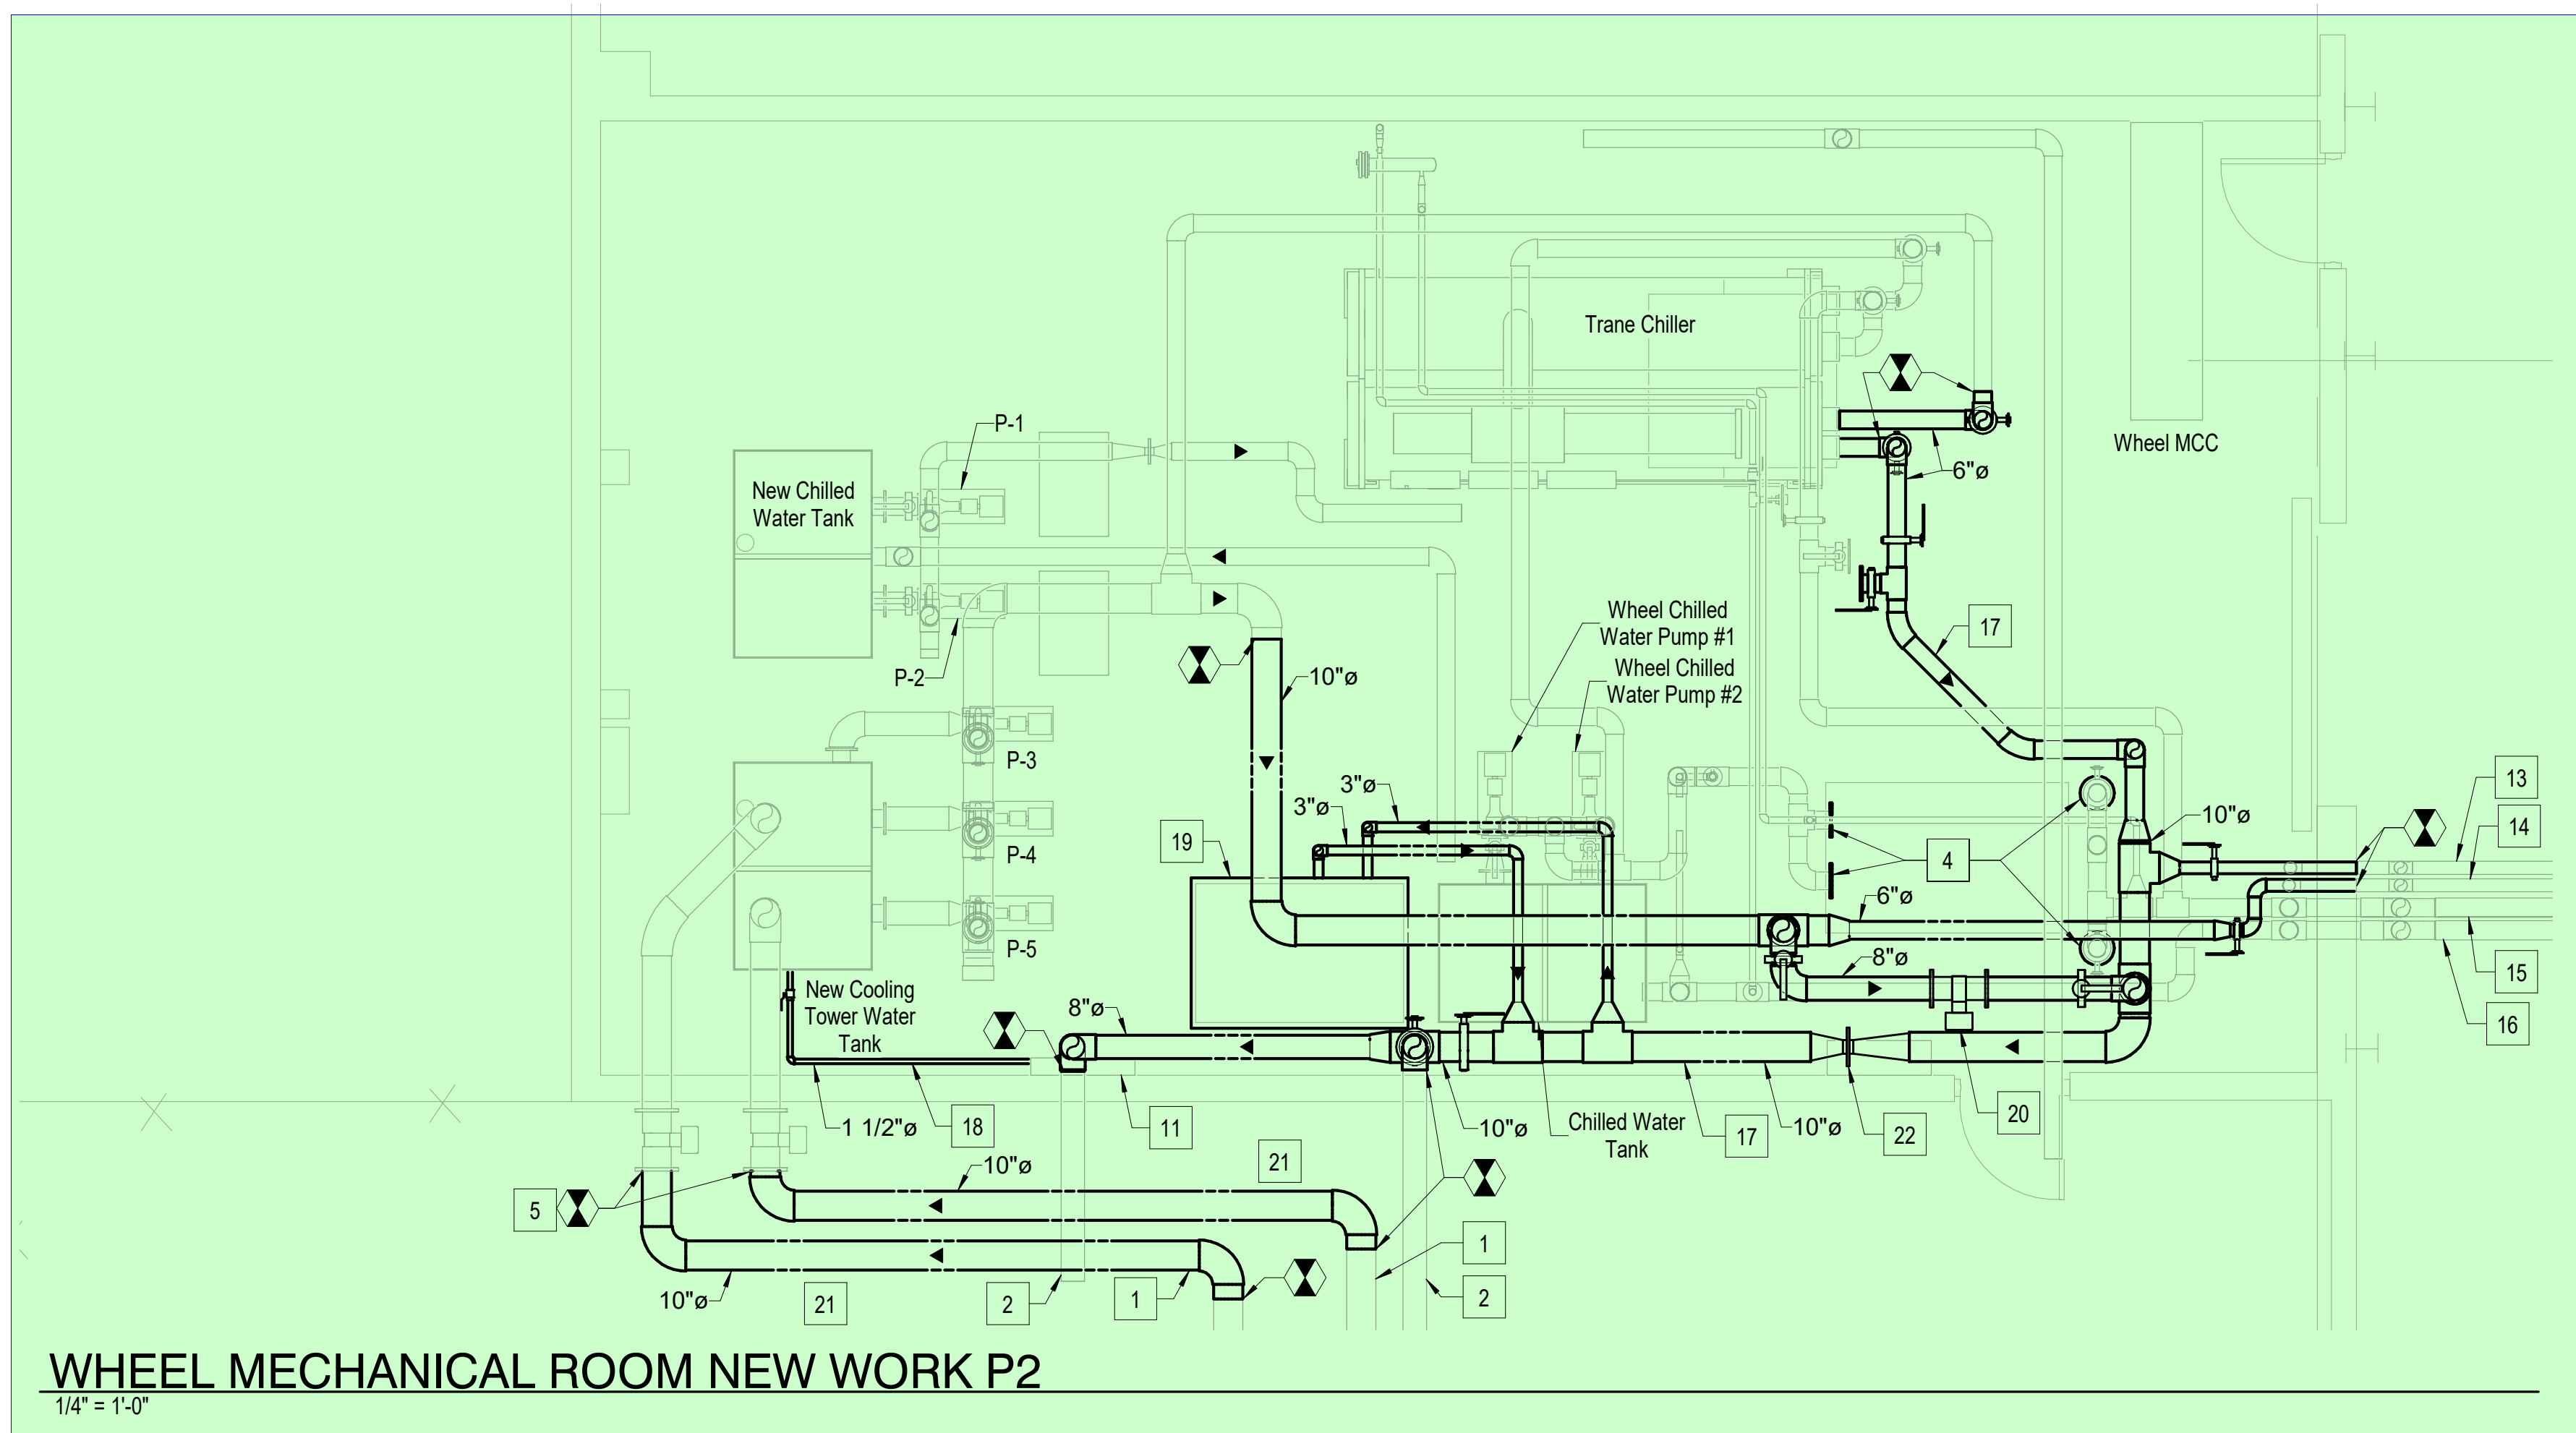 Trane Chiller
P-1
Wheel MCC
6"ø
New Chilled
Water Tank
Wheel Chilled
Water Pump #1
17
P-2
10"ø
Wheel Chilled
Water Pump #2
P-3
3"ø
3"ø
13
10"ø
14
19
P-4
4
6"ø
P-5
8"ø
15
New Cooling
Tower Water
Tank
8"ø
16
20
1 1/2"ø
18
11
10"ø
Chilled Water
Tank
17
10"ø
22
10"ø
21
5
1
10"ø
21
2
1
2
WHEEL MECHANICAL ROOM NEW WORK P2
1/4" = 1'-0"